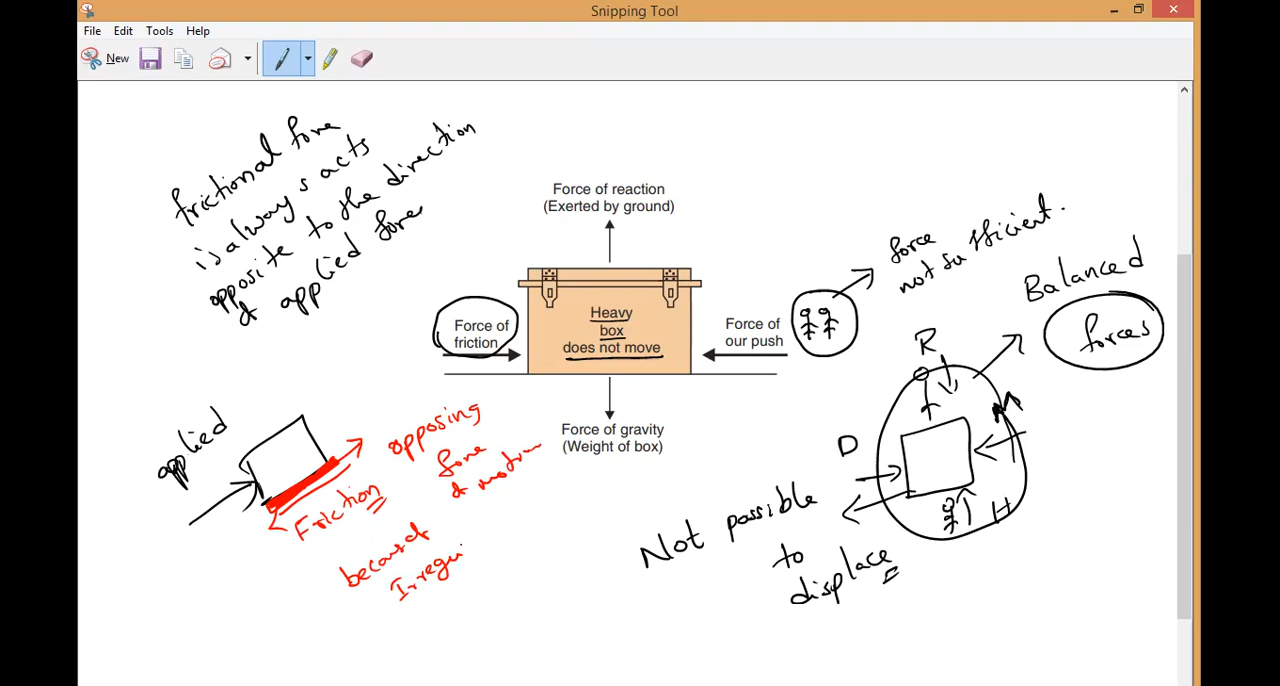 Snipping Tool
File Edit Tools Help
New
frictional force
is always acts
opposite to the direction
of applied force
Force of reaction
(Exerted by ground)
force
not sufficient.
Balanced
forces
Heavy
box
does not move
Force of
friction
Force of
our push
Force of gravity
(Weight of box)
R
D
M
H
applied
opposing
force
of motion
Friction
because of
Irregui
Not possible
to
displace